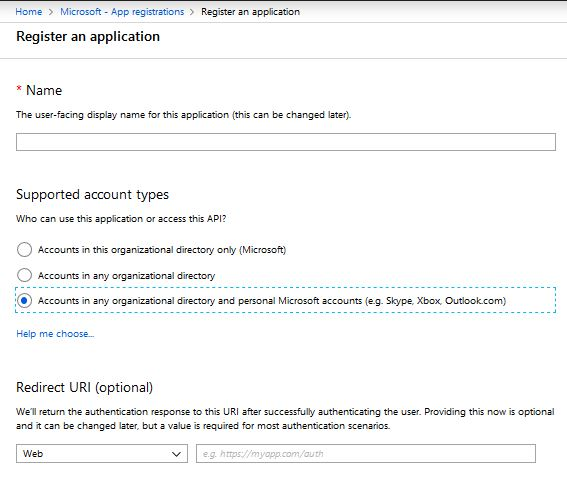 Home > Microsoft - App registrations > Register an application
Register an application
* Name
The user-facing display name for this application (this can be changed later).
Supported account types
Who can use this application or access this API?
Accounts in this organizational directory only (Microsoft)
Accounts in any organizational directory
Accounts in any organizational directory and personal Microsoft accounts (e.g. Skype, Xbox, Outlook.com)
Help me choose...
Redirect URI (optional)
We'll return the authentication response to this URI after successfully authenticating the user. Providing this now is optional
and it can be changed later, but a value is required for most authentication scenarios.
Web e.g. https://myapp.com/auth